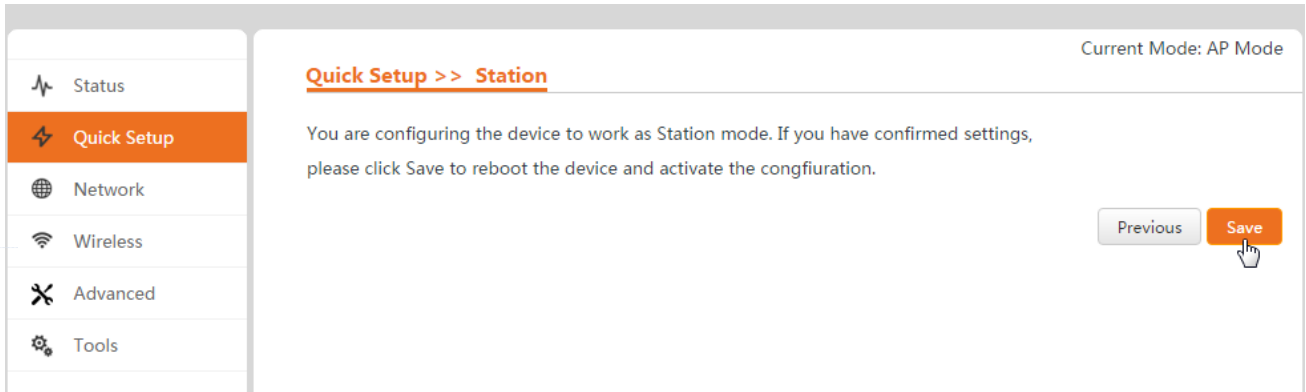 Current Mode: AP Mode
Quick Setup >> Station
Status
Quick Setup
Network
Wireless
Advanced
Tools
You are configuring the device to work as Station mode. If you have confirmed settings,
please click Save to reboot the device and activate the congfiuration.
Previous
Save